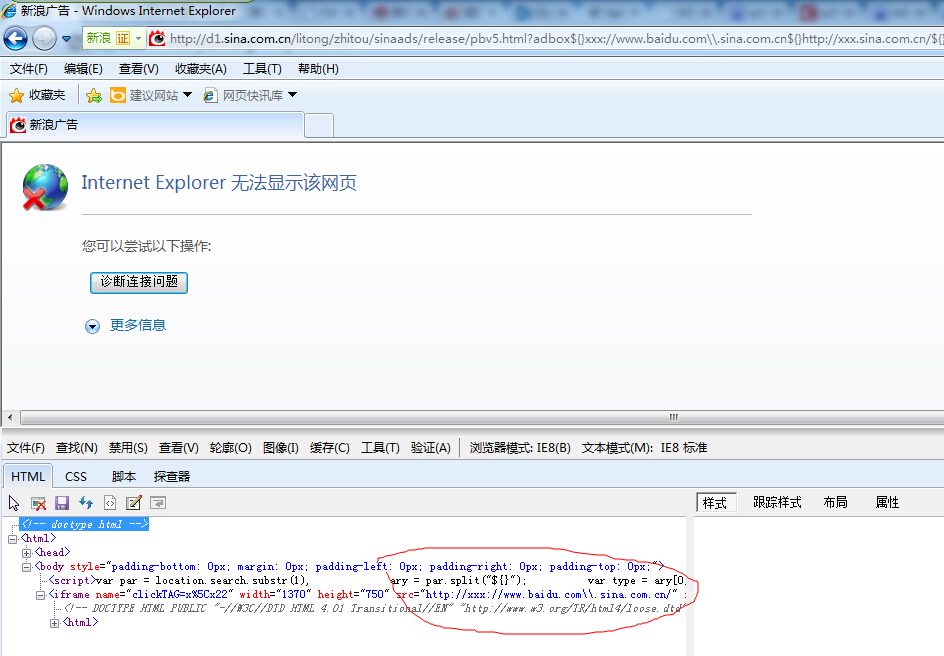 新浪广告 - Windows Internet Explorer
新浪 证 http://d1.sina.com.cn/litong/zhitou/sinaads/release/pbv5.html?adbox${}xxx://www.baidu.com\\.sina.com.cn${}http://xxx.sina.com.cn/${}
文件(F) 编辑(E) 查看(V) 收藏夹(A) 工具(T) 帮助(H)
收藏夹 建议网站 网页快讯库
新浪广告
Internet Explorer 无法显示该网页
您可以尝试以下操作:
诊断连接问题
更多信息
文件(F) 查找(N) 禁用(S) 查看(V) 轮廓(O) 图像(I) 缓存(C) 工具(T) 验证(A) 浏览器模式: IE8(B) 文本模式(M): IE8 标准
HTML CSS 脚本 探查器
样式 跟踪样式 布局 属性
<!-- doctype html -->
<html>
<head>
<body style="padding-bottom: 0px; margin: 0px; padding-left: 0px; padding-right: 0px; padding-top: 0px;">
<script>var par = location.search.substr(1), ary = par.split("${}"); var type = ary[0
<iframe name="clickTAG=x%5Cx22" width="1370" height="750" src="http://xxx://www.baidu.com\\.sina.com.cn/"
<!-- DOCTYPE HTML PUBLIC "-//W3C//DTD HTML 4.01 Transitional//EN" "http://www.w3.org/TR/html4/loose.dtd"
<html>